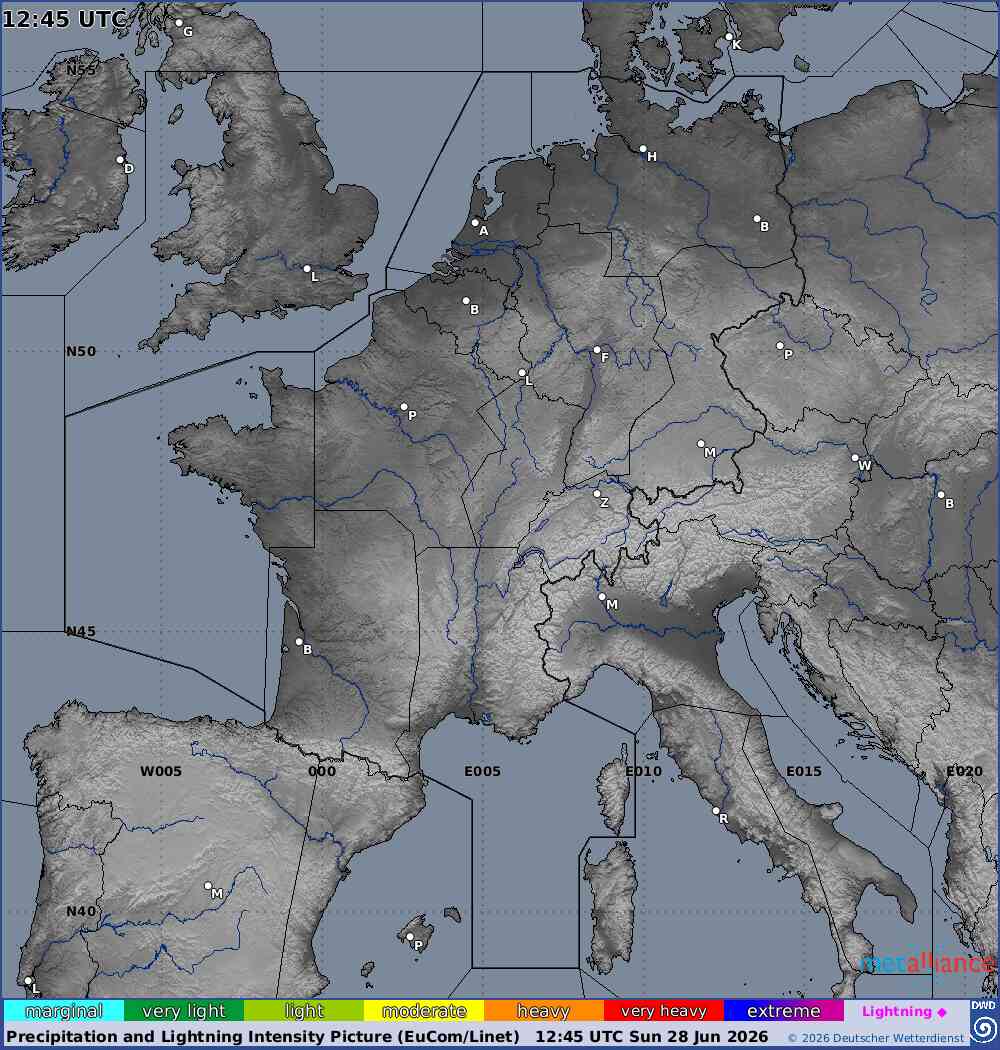 12:45 UTC
G
K
N55
D
H
A
B
L
B
N50
F
P
L
P
M
W
Z
B
M
N45
B
W005
000
E005
E010
E015
E020
R
M
N40
P
L
metalliance
marginal
very light
light
moderate
heavy
very heavy
extreme
Lightning ◆
DWD
Precipitation and Lightning Intensity Picture (EuCom/Linet) 12:45 UTC Sun 28 Jun 2026
© 2026 Deutscher Wetterdienst